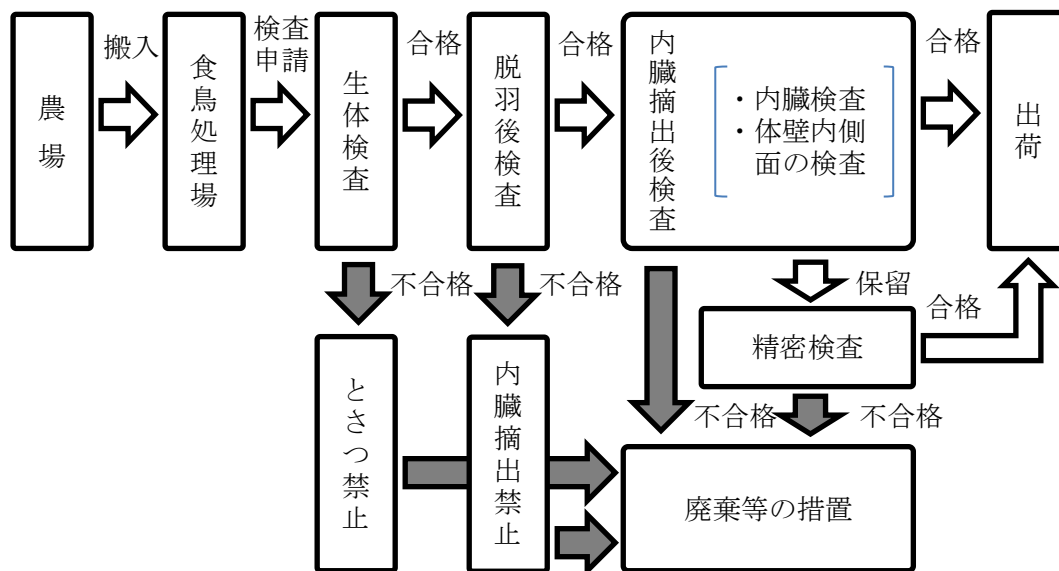 農場
搬入
食鳥処理場
検査
申請
生体検査
合格
脱羽後検査
合格
内臓摘出後検査
・内臓検査
・体壁内側
面の検査
合格
出荷
不合格
不合格
保留
合格
精密検査
とさつ禁止
内臓摘出禁止
不合格
不合格
廃棄等の措置